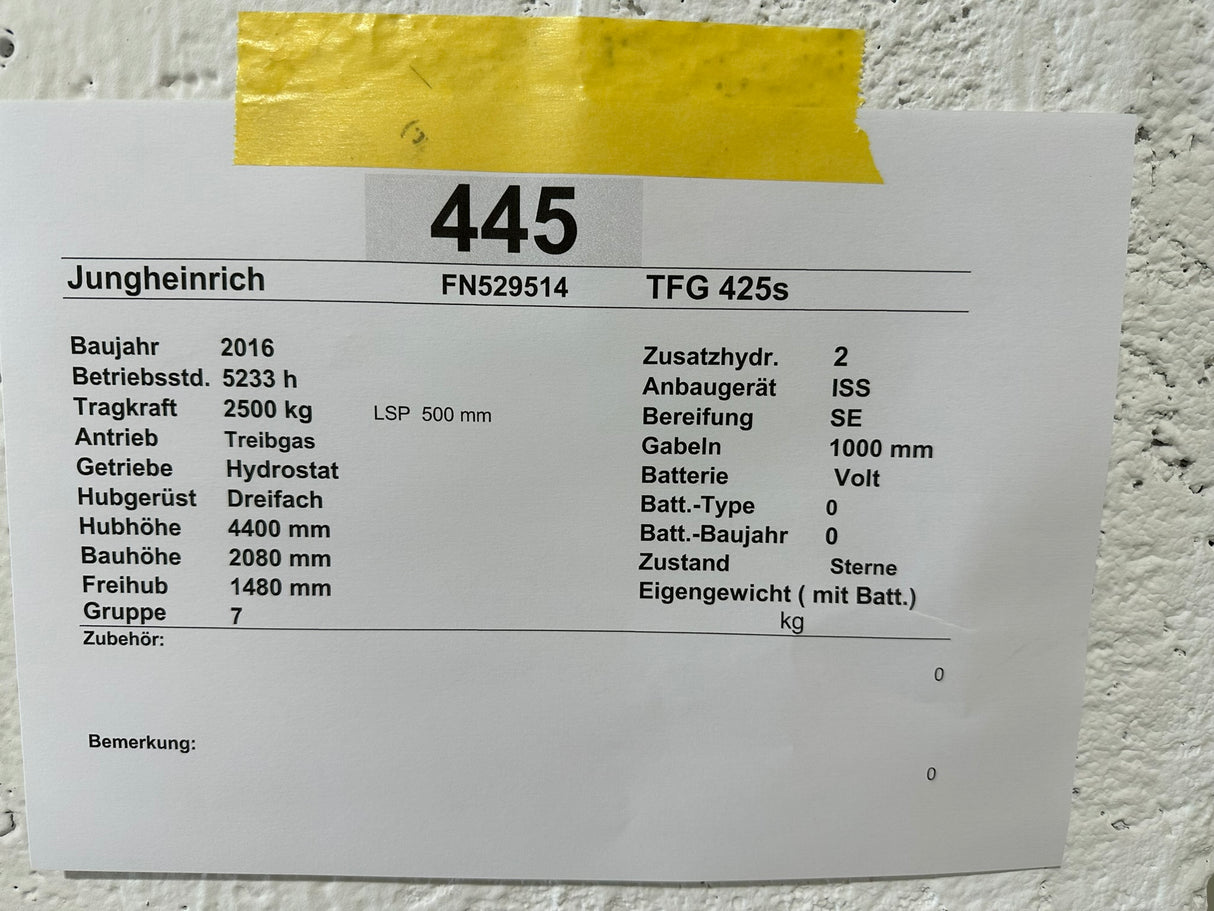 445
Jungheinrich FN529514 TFG 425s
Baujahr 2016
Betriebsstd. 5233 h
Tragkraft 2500 kg LSP 500 mm
Antrieb Treibgas
Getriebe Hydrostat
Hubgerüst Dreifach
Hubhöhe 4400 mm
Bauhöhe 2080 mm
Freihub 1480 mm
Gruppe 7
Zusatzhydr. 2
Anbaugerät ISS
Bereifung SE
Gabeln 1000 mm
Batterie Volt
Batt.-Type 0
Batt.-Baujahr 0
Zustand Sterne
Eigengewicht ( mit Batt.)
kg
Zubehör:
0
Bemerkung:
0